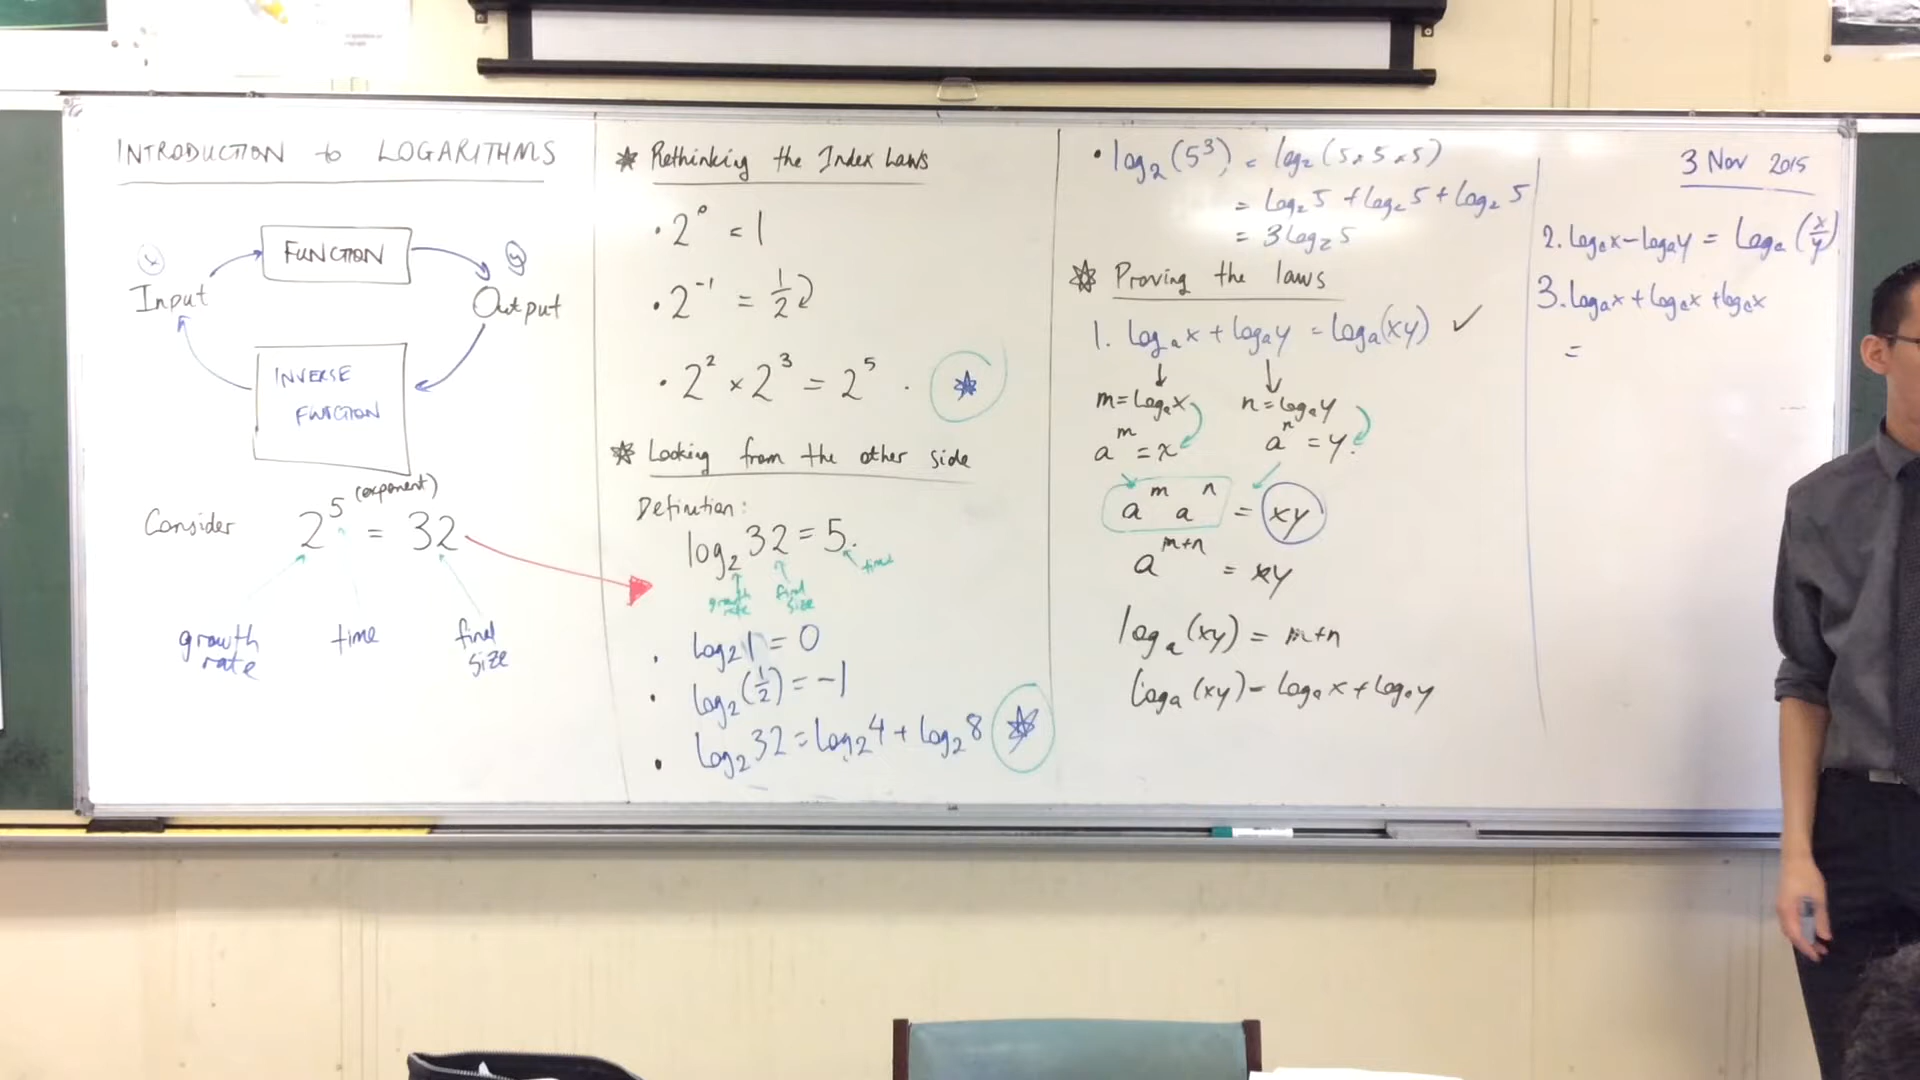 INTRODUCTION to LOGARITHMS
x
FUNCTION
y
Input
Output
INVERSE
FUNCTION
Consider 2^5 (exponent) = 32
growth rate
time
final size
★ Rethinking the Index Laws
• 2^0 = 1
• 2^-1 = 1/2
• 2^2 × 2^3 = 2^5 . ★
★ Looking from the other side
Definition:
log_2 32 = 5.
growth rate
final size
time
• log_2 1 = 0
• log_2 (1/2) = -1
• log_2 32 = log_2 4 + log_2 8 ★
• log_2 (5^3) = log_2 (5×5×5)
= log_2 5 + log_2 5 + log_2 5
= 3 log_2 5
★ Proving the laws
1. log_a x + log_a y = log_a (xy) ✓
↓ ↓
m = log_a x n = log_a y
a^m = x a^n = y.
a^m a^n = xy
a^(m+n) = xy
log_a (xy) = m+n
log_a (xy) = log_a x + log_a y
3 Nov 2015
2. log_a x - log_a y = log_a (x/y)
3. log_a x + log_a x + log_a x
=